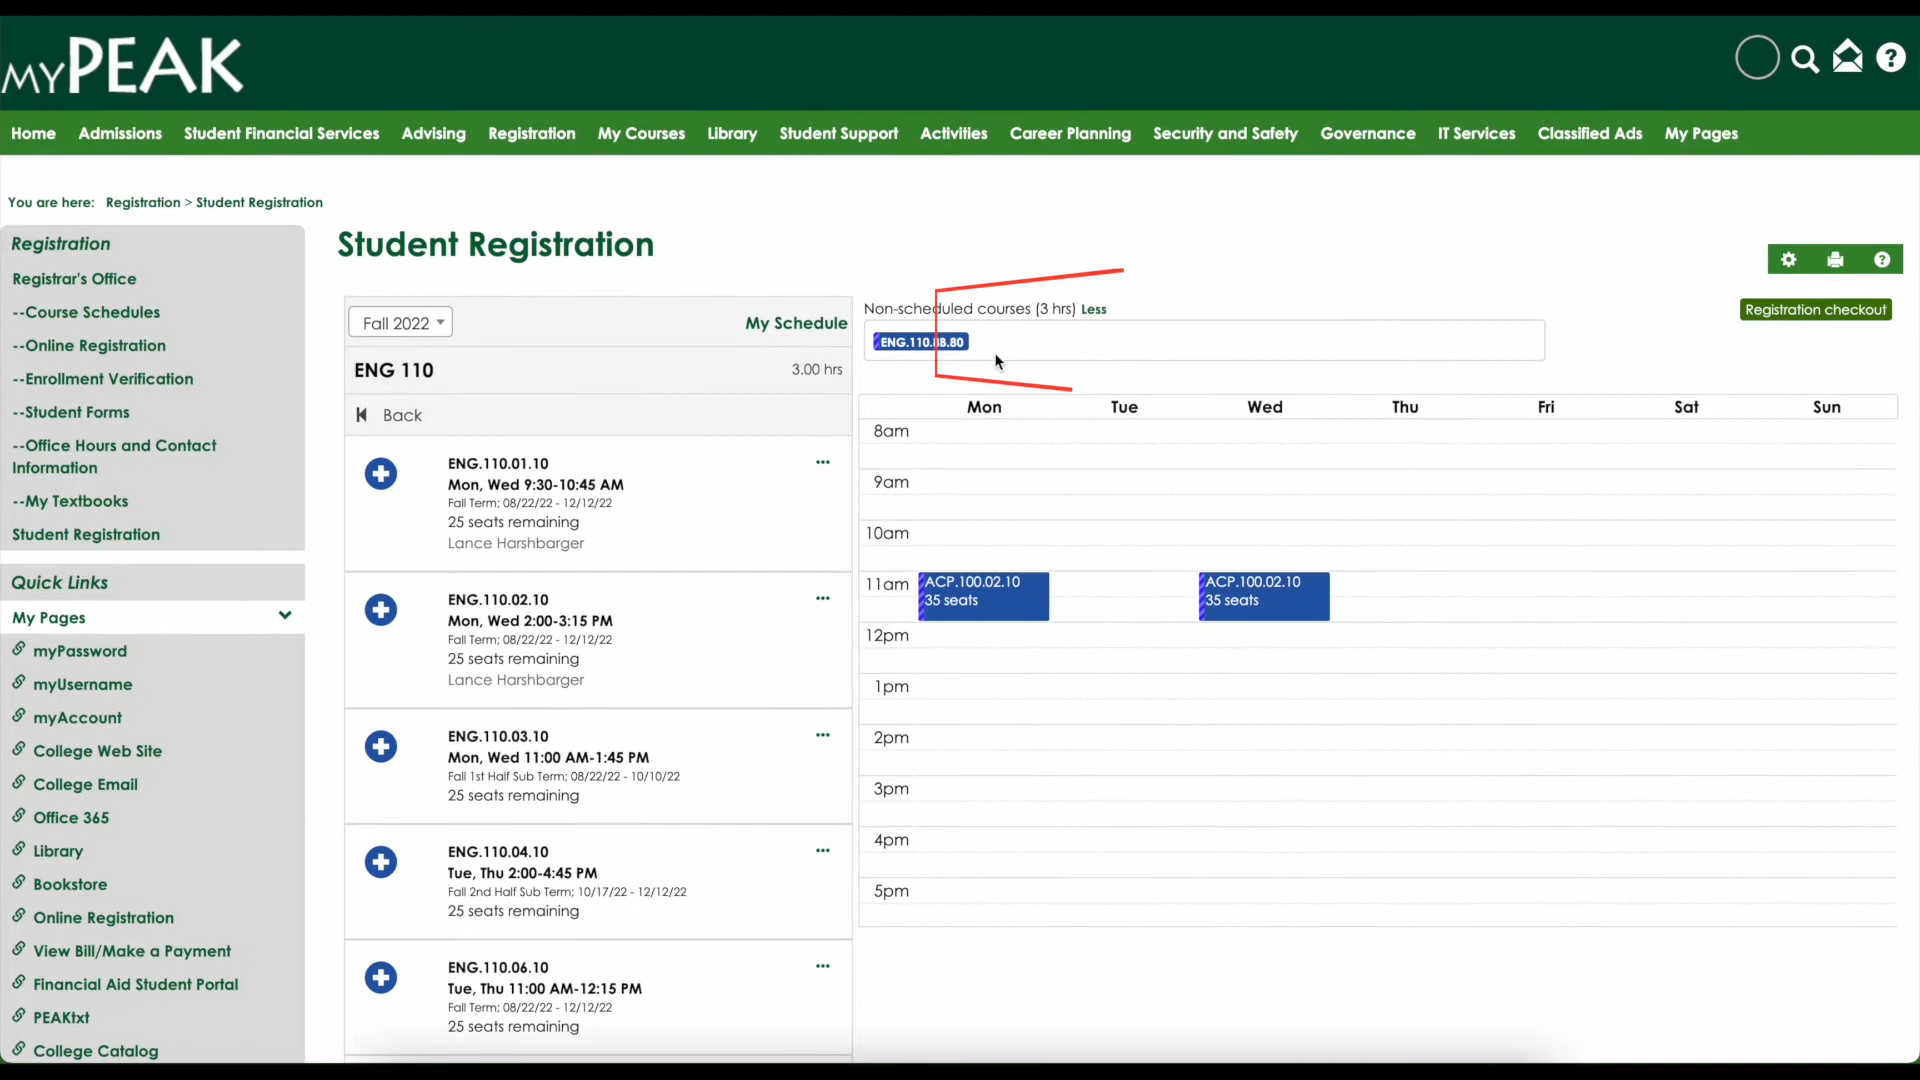 myPEAK
?
Home Admissions Student Financial Services Advising Registration My Courses Library Student Support Activities Career Planning Security and Safety Governance IT Services Classified Ads My Pages
You are here: Registration > Student Registration
Registration
Registrar's Office
--Course Schedules
--Online Registration
--Enrollment Verification
--Student Forms
--Office Hours and Contact
Information
--My Textbooks
Student Registration
Quick Links
My Pages
myPassword
myUsername
myAccount
College Web Site
College Email
Office 365
Library
Bookstore
Online Registration
View Bill/Make a Payment
Financial Aid Student Portal
PEAKtxt
College Catalog
Student Registration
?
Fall 2022
My Schedule
ENG 110
3.00 hrs
Back
ENG.110.01.10
Mon, Wed 9:30-10:45 AM
Fall Term; 08/22/22 - 12/12/22
25 seats remaining
Lance Harshbarger
ENG.110.02.10
Mon, Wed 2:00-3:15 PM
Fall Term; 08/22/22 - 12/12/22
25 seats remaining
Lance Harshbarger
ENG.110.03.10
Mon, Wed 11:00 AM-1:45 PM
Fall 1st Half Sub Term; 08/22/22 - 10/10/22
25 seats remaining
ENG.110.04.10
Tue, Thu 2:00-4:45 PM
Fall 2nd Half Sub Term; 10/17/22 - 12/12/22
25 seats remaining
ENG.110.06.10
Tue, Thu 11:00 AM-12:15 PM
Fall Term; 08/22/22 - 12/12/22
25 seats remaining
Non-scheduled courses (3 hrs) Less
Registration checkout
Mon Tue Wed Thu Fri Sat Sun
8am
9am
10am
11am
ACP.100.02.10
35 seats
ACP.100.02.10
35 seats
12pm
1pm
2pm
3pm
4pm
5pm